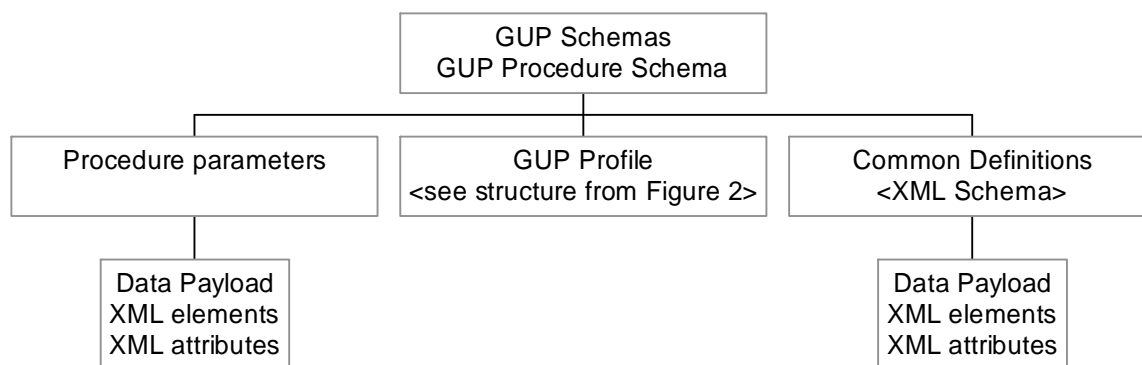 GUP Schemas
GUP Procedure Schema
Procedure parameters
GUP Profile
<see structure from Figure 2>
Common Definitions
<XML Schema>
Data Payload
XML elements
XML attributes
Data Payload
XML elements
XML attributes